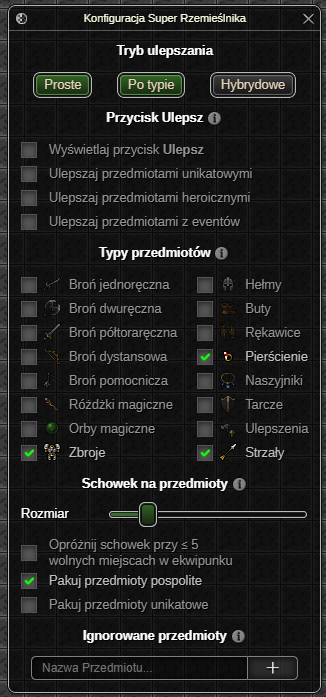 Konfiguracja Super Rzemieślnika
Tryb ulepszania
Proste Po typie Hybrydowe
Przycisk Ulepsz
Wyświetlaj przycisk Ulepsz
Ulepszaj przedmiotami unikatowymi
Ulepszaj przedmiotami heroicznymi
Ulepszaj przedmiotami z eventów
Typy przedmiotów
Broń jednoręczna Hełmy
Broń dwuręczna Buty
Broń półtoraręczna Rękawice
Broń dystansowa Pierścienie
Broń pomocnicza Naszyjniki
Różdżki magiczne Tarcze
Orby magiczne Ulepszenia
Zbroje Strzały
Schowek na przedmioty
Rozmiar
Opróżnij schowek przy ≤ 5
wolnych miejscach w ekwipunku
Pakuj przedmioty pospolite
Pakuj przedmioty unikatowe
Ignorowane przedmioty
Nazwa Przedmiotu... +